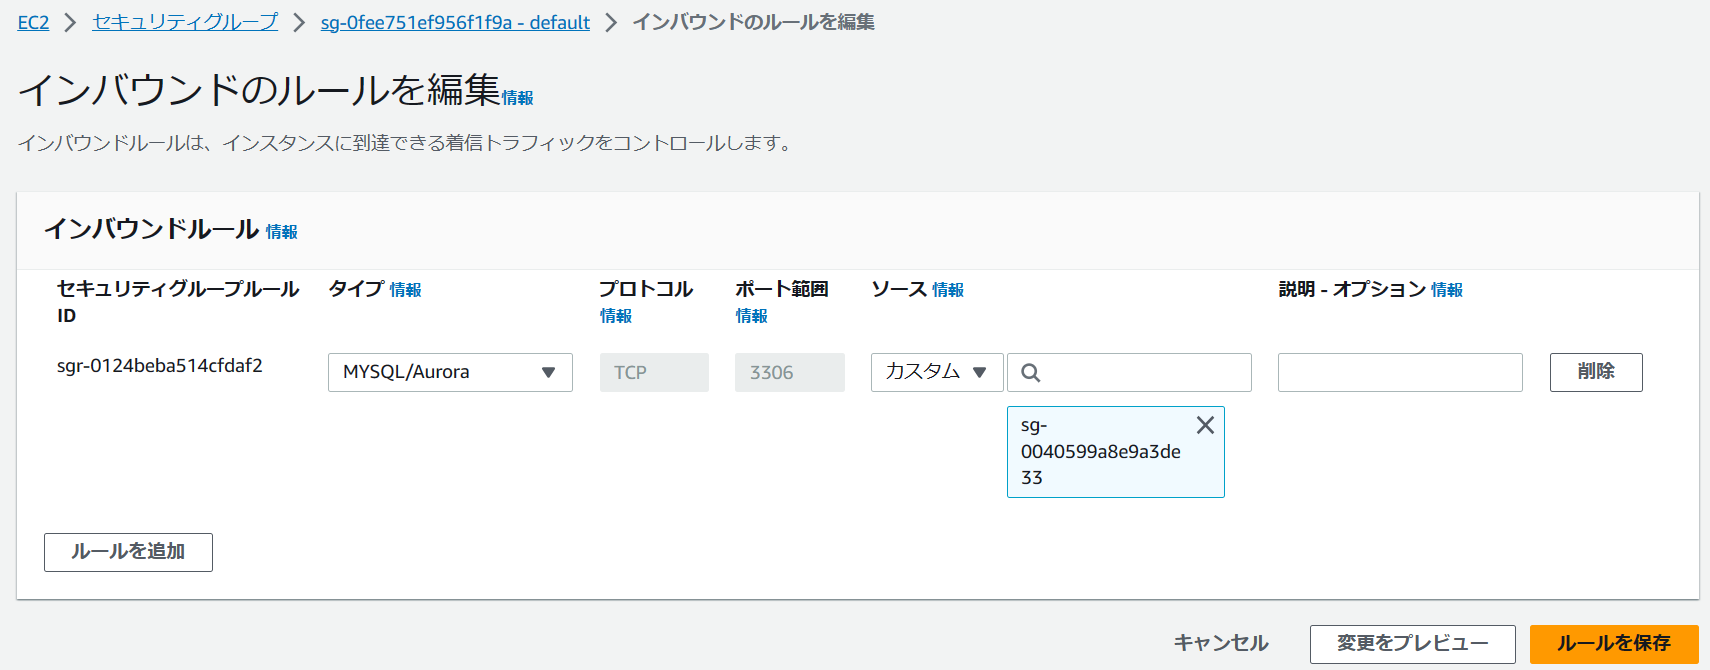 EC2 > セキュリティグループ > sg-0fee751ef956f1f9a - default > インバウンドのルールを編集
インバウンドのルールを編集 情報
インバウンドルールは、インスタンスに到達できる着信トラフィックをコントロールします。
インバウンドルール 情報
セキュリティグループルール
ID
タイプ 情報
プロトコル
情報
ポート範囲
情報
ソース 情報
説明 - オプション 情報
sgr-0124beba514cfdaf2
MYSQL/Aurora
TCP
3306
カスタム
削除
sg-
0040599a8e9a3de
33
ルールを追加
キャンセル
変更をプレビュー
ルールを保存